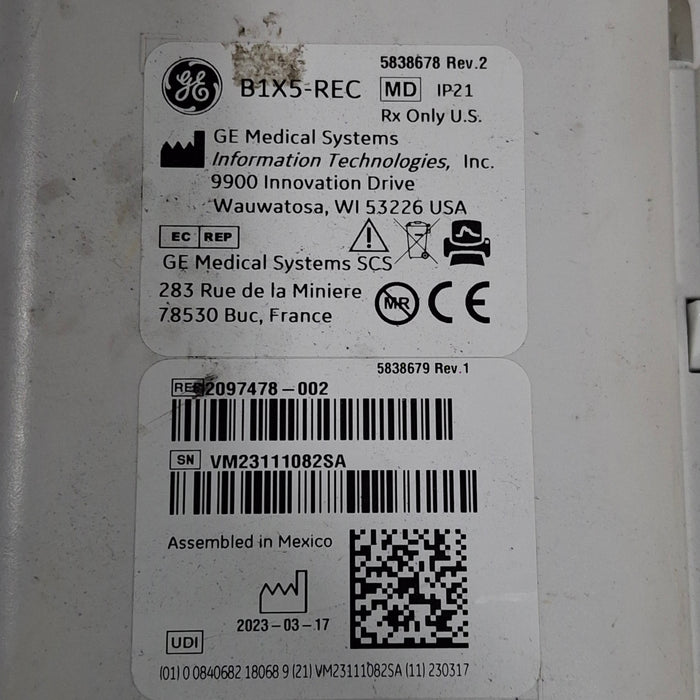 5838678 Rev.2
GE B1X5-REC MD IP21
Rx Only U.S.
GE Medical Systems
Information Technologies, Inc.
9900 Innovation Drive
Wauwatosa, WI 53226 USA
EC REP
GE Medical Systems SCS
283 Rue de la Miniere
78530 Buc, France
MR CE
5838679 Rev.1
REF 2097478-002
SN VM23111082SA
Assembled in Mexico
2023-03-17
UDI
(01) 0 0840682 18068 9 (21) VM23111082SA (11) 230317